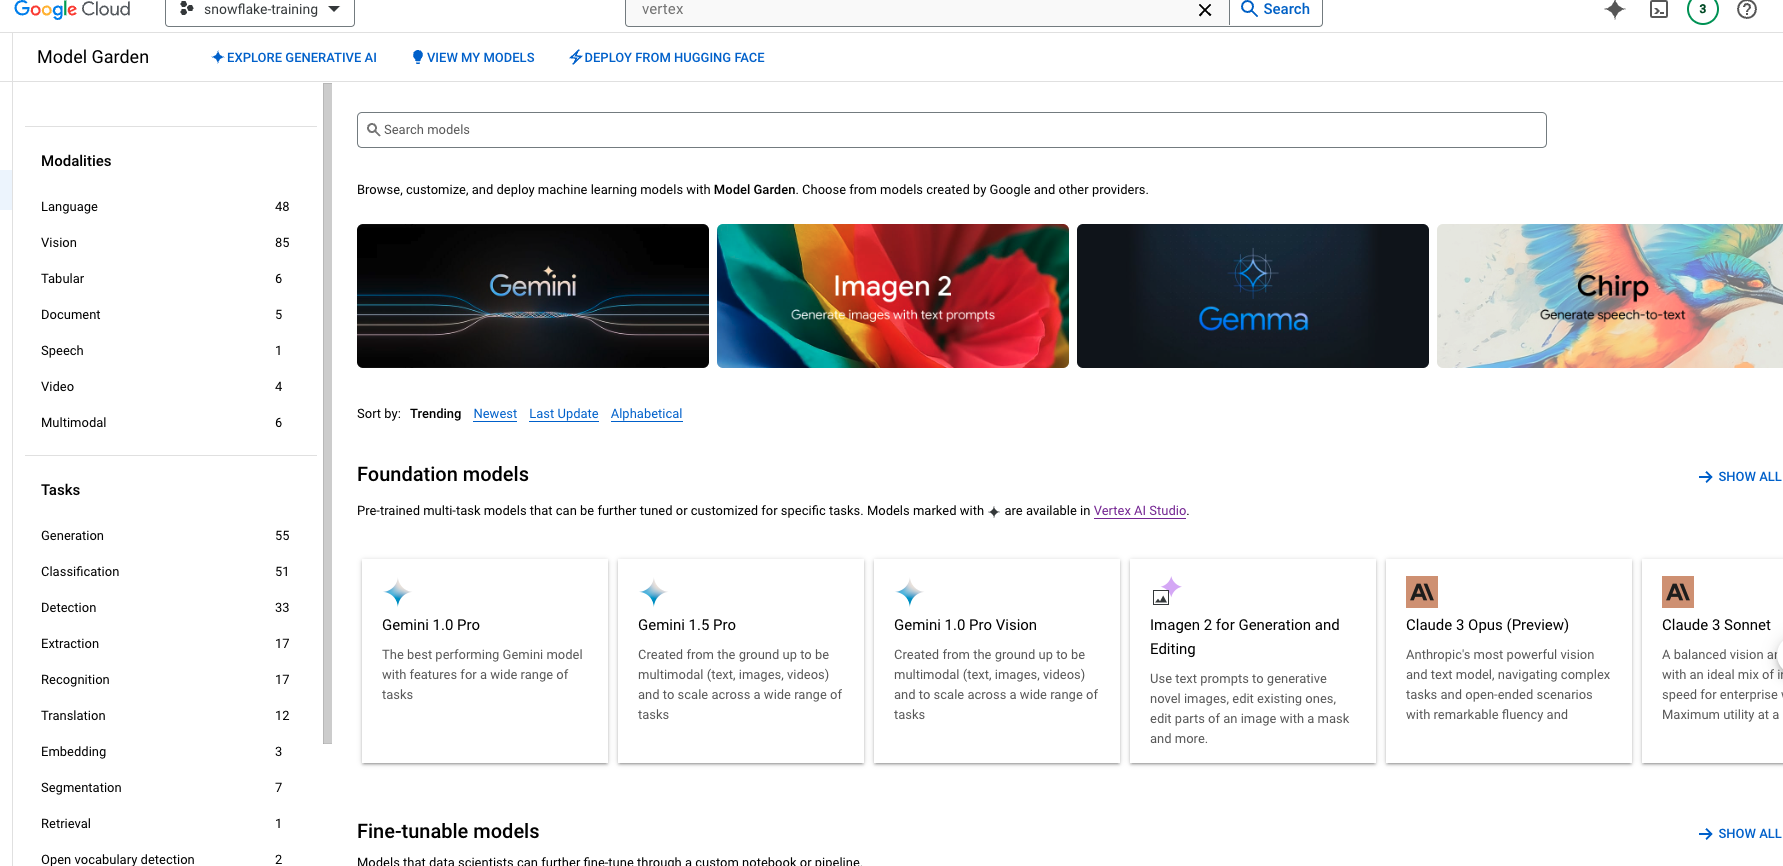 Google Cloud
snowflake-training
vertex
Search
3
Model Garden
EXPLORE GENERATIVE AI
VIEW MY MODELS
DEPLOY FROM HUGGING FACE
Modalities
Language 48
Vision 85
Tabular 6
Document 5
Speech 1
Video 4
Multimodal 6
Tasks
Generation 55
Classification 51
Detection 33
Extraction 17
Recognition 17
Translation 12
Embedding 3
Segmentation 7
Retrieval 1
Open vocabulary detection 2
Search models
Browse, customize, and deploy machine learning models with Model Garden. Choose from models created by Google and other providers.
Gemini
Imagen 2
Generate images with text prompts
Gemma
Chirp
Generate speech-to-text
Sort by: Trending Newest Last Update Alphabetical
Foundation models
SHOW ALL
Pre-trained multi-task models that can be further tuned or customized for specific tasks. Models marked with are available in Vertex AI Studio.
Gemini 1.0 Pro
The best performing Gemini model
with features for a wide range of
tasks
Gemini 1.5 Pro
Created from the ground up to be
multimodal (text, images, videos)
and to scale across a wide range of
tasks
Gemini 1.0 Pro Vision
Created from the ground up to be
multimodal (text, images, videos)
and to scale across a wide range of
tasks
Imagen 2 for Generation and
Editing
Use text prompts to generative
novel images, edit existing ones,
edit parts of an image with a mask
and more.
Claude 3 Opus (Preview)
Anthropic's most powerful vision
and text model, navigating complex
tasks and open-ended scenarios
with remarkable fluency and
Claude 3 Sonnet
A balanced vision
with an ideal mix of
speed for enterprise
Maximum utility at a
Fine-tunable models
SHOW ALL
Models that data scientists can further fine-tune through a custom notebook or pipeline.